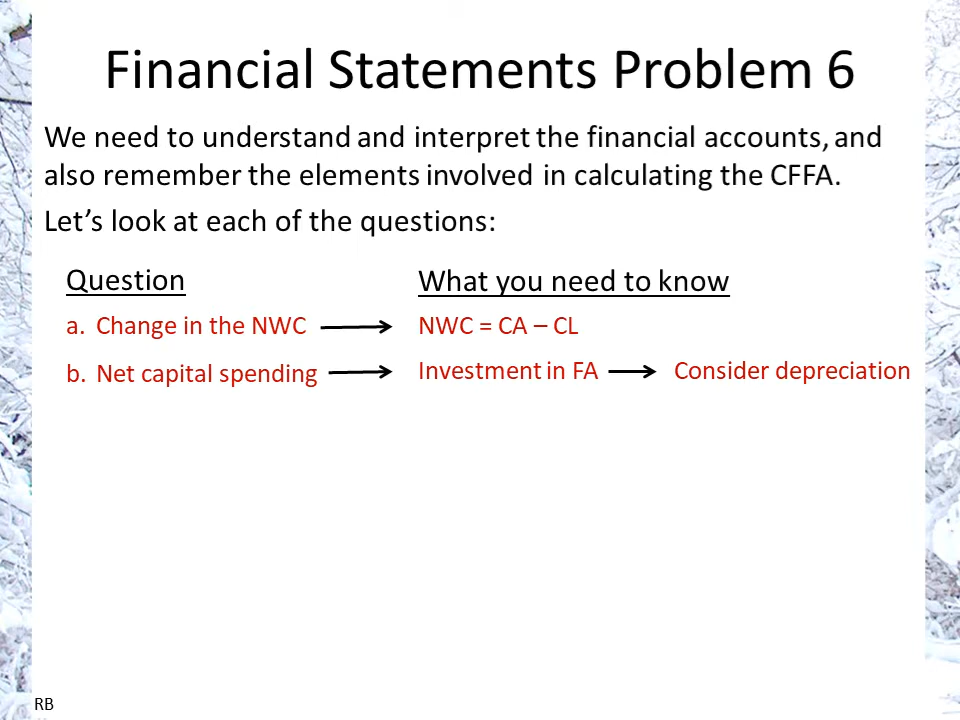 Financial Statements Problem 6
We need to understand and interpret the financial accounts, and
also remember the elements involved in calculating the CFFA.
Let’s look at each of the questions:
Question
What you need to know
a. Change in the NWC
NWC = CA – CL
b. Net capital spending
Investment in FA
Consider depreciation
RB